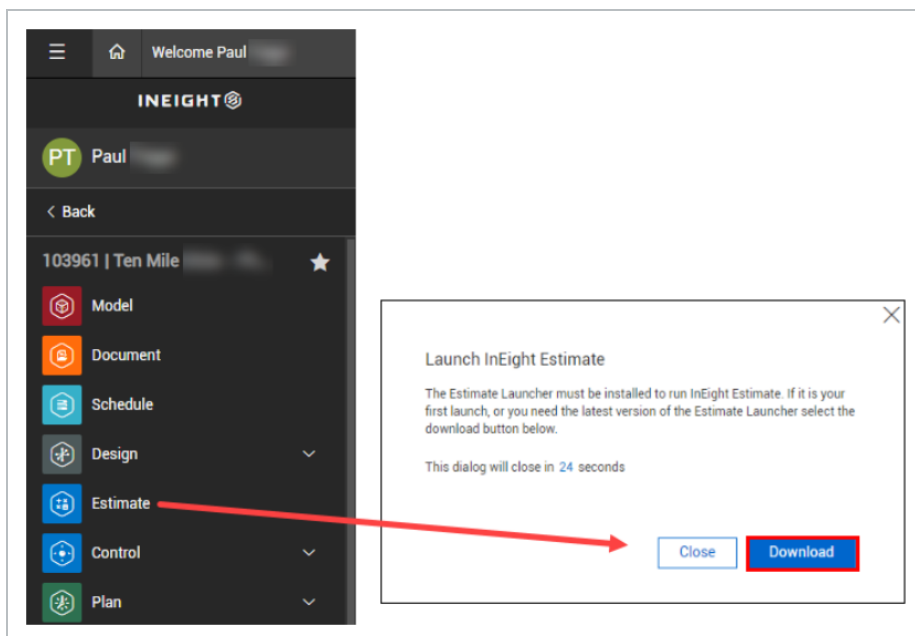 Welcome Paul
INEIGHT
PT Paul
< Back
103961 | Ten Mile
Model
Document
Schedule
Design
Estimate
Control
Plan
Launch InEight Estimate
The Estimate Launcher must be installed to run InEight Estimate. If it is your
first launch, or you need the latest version of the Estimate Launcher select the
download button below.
This dialog will close in 24 seconds
Close Download